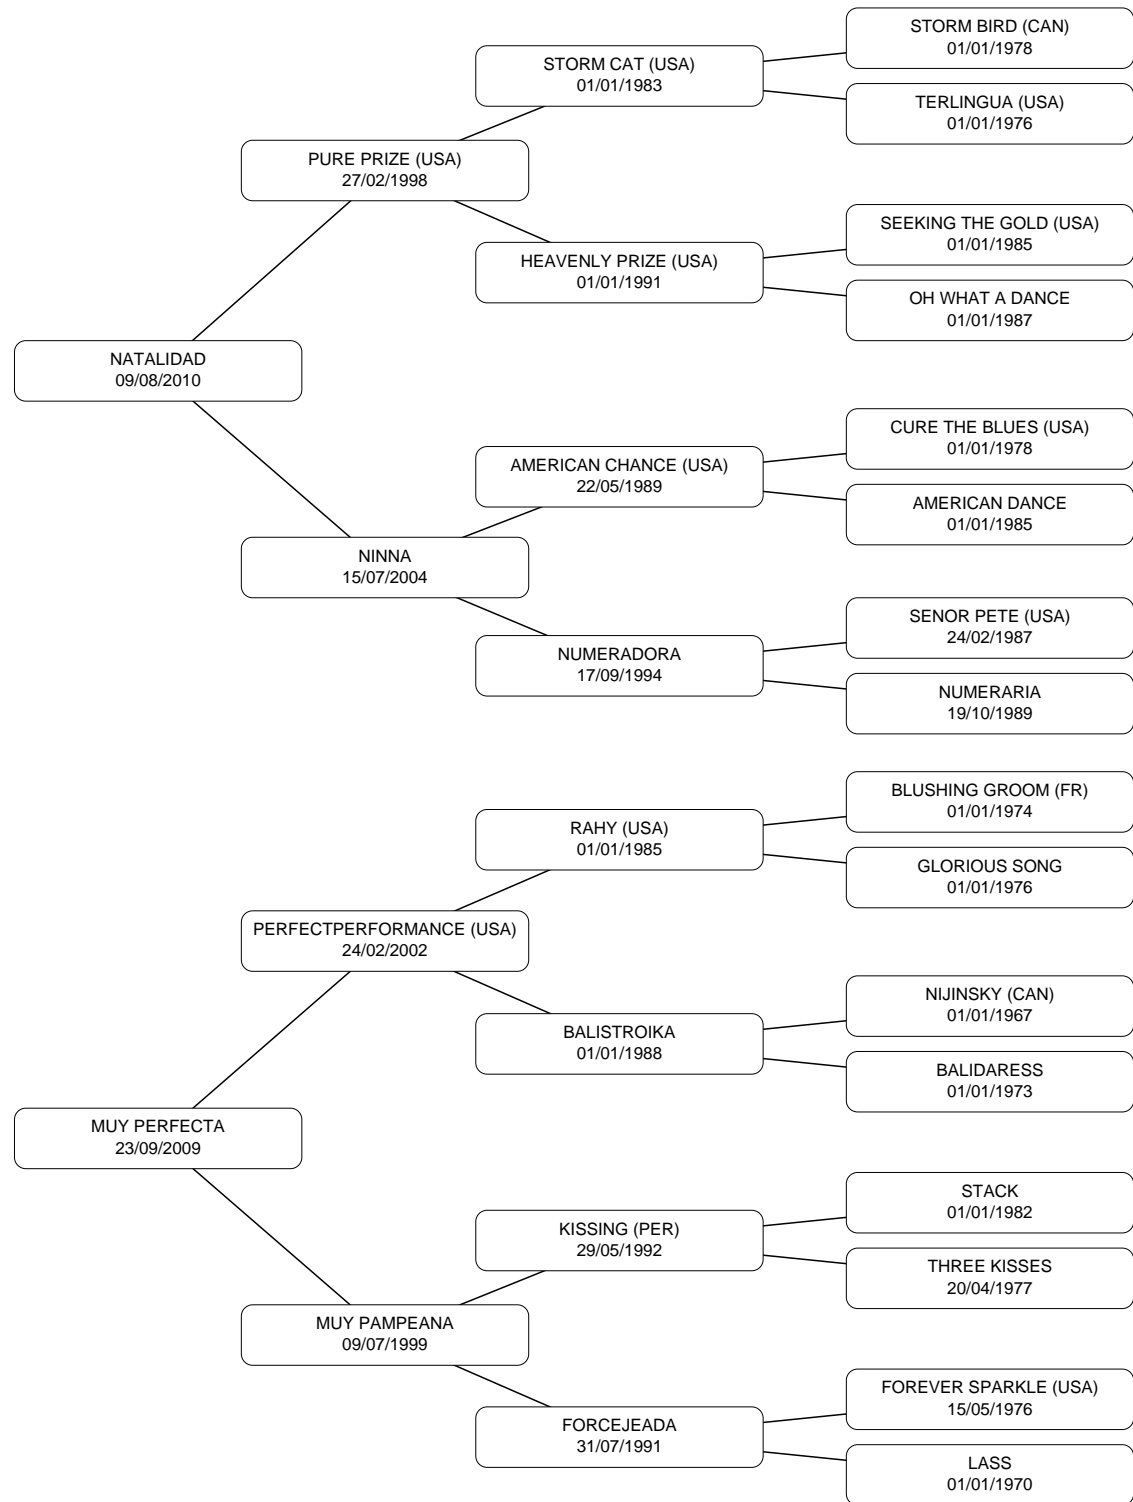 STORM BIRD (CAN)
01/01/1978
STORM CAT (USA)
01/01/1983
TERLINGUA (USA)
01/01/1976
PURE PRIZE (USA)
27/02/1998
SEEKING THE GOLD (USA)
01/01/1985
HEAVENLY PRIZE (USA)
01/01/1991
OH WHAT A DANCE
01/01/1987
NATALIDAD
09/08/2010
CURE THE BLUES (USA)
01/01/1978
AMERICAN CHANCE (USA)
22/05/1989
AMERICAN DANCE
01/01/1985
NINNA
15/07/2004
SENOR PETE (USA)
24/02/1987
NUMERADORA
17/09/1994
NUMERARIA
19/10/1989
BLUSHING GROOM (FR)
01/01/1974
RAHY (USA)
01/01/1985
GLORIOUS SONG
01/01/1976
PERFECTPERFORMANCE (USA)
24/02/2002
NIJINSKY (CAN)
01/01/1967
BALISTROIKA
01/01/1988
BALIDARESS
01/01/1973
MUY PERFECTA
23/09/2009
STACK
01/01/1982
KISSING (PER)
29/05/1992
THREE KISSES
20/04/1977
MUY PAMPEANA
09/07/1999
FOREVER SPARKLE (USA)
15/05/1976
FORCEJEADA
31/07/1991
LASS
01/01/1970